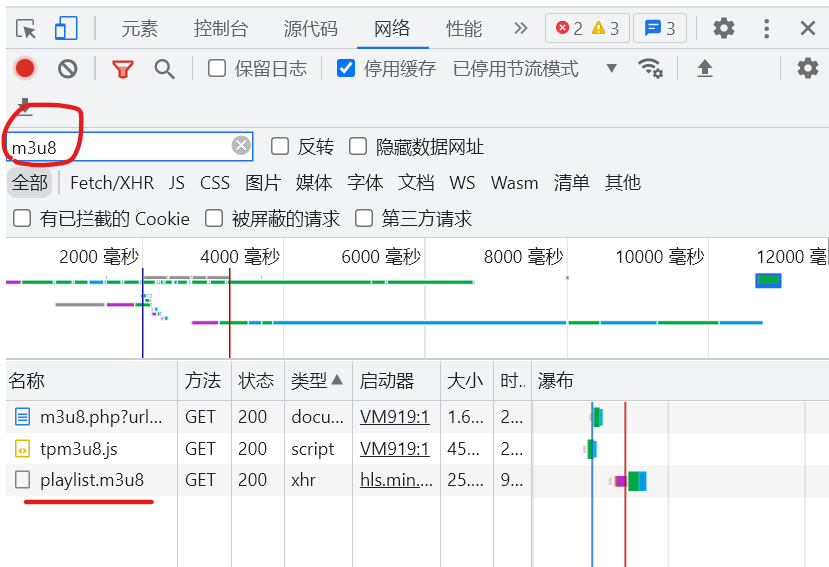 元素 控制台 源代码 网络 性能 » 2 3 3
保留日志 停用缓存 已停用节流模式
m3u8 反转 隐藏数据网址
全部 Fetch/XHR JS CSS 图片 媒体 字体 文档 WS Wasm 清单 其他
有已拦截的 Cookie 被屏蔽的请求 第三方请求
2000 毫秒 4000 毫秒 6000 毫秒 8000 毫秒 10000 毫秒 12000 毫
名称 方法 状态 类型 启动器 大小 时.. 瀑布
m3u8.php?url... GET 200 docu... VM919:1 1.6... 2...
tpm3u8.js GET 200 script VM919:1 45... 2...
playlist.m3u8 GET 200 xhr hls.min.... 25.... 9...